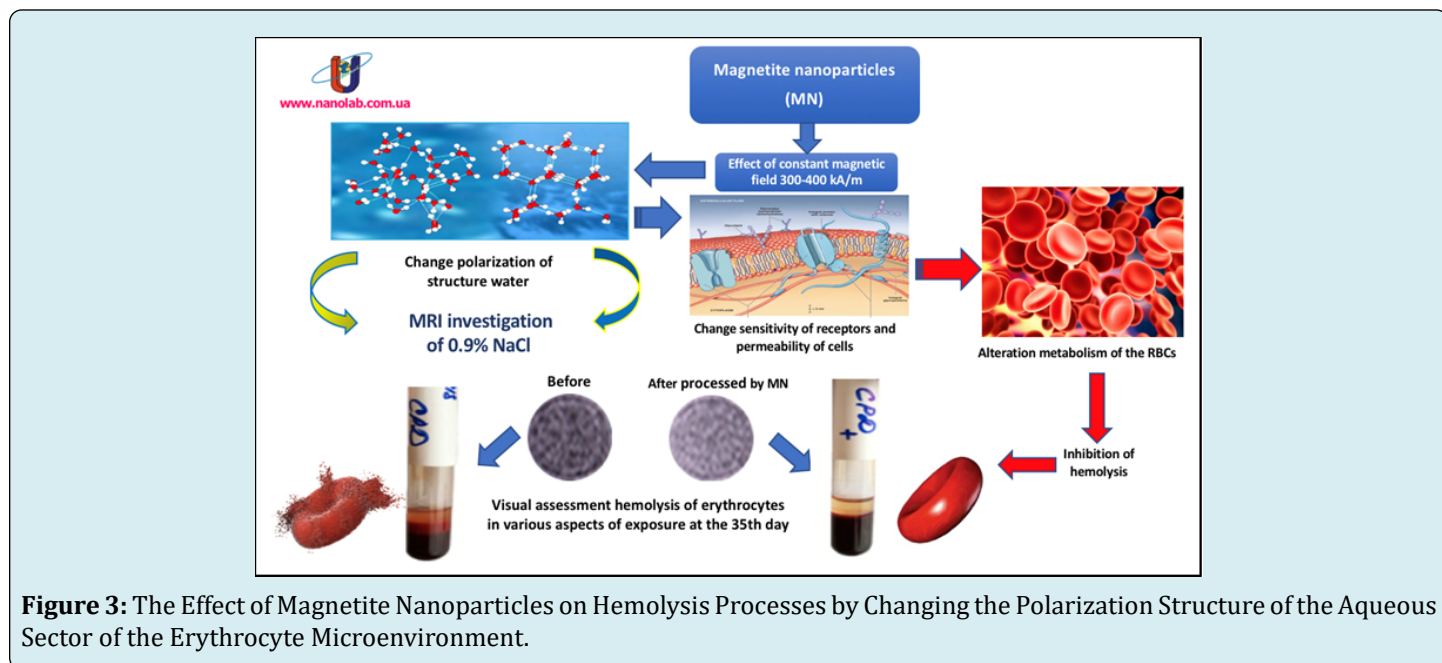 www.nanolab.com.ua
Magnetite nanoparticles
(MN)
Effect of constant magnetic
field 300-400 kA/m
Change polarization of
structure water
MRI investigation
of 0.9% NaCl
Change sensitivity of receptors and
permeability of cells
Alteration metabolism of the RBCs
Before
After processed by MN
CPD
CPD
+
Inhibition of
hemolysis
Visual assessment hemolysis of erythrocytes
in various aspects of exposure at the 35th day
Figure 3: The Effect of Magnetite Nanoparticles on Hemolysis Processes by Changing the Polarization Structure of the Aqueous
Sector of the Erythrocyte Microenvironment.